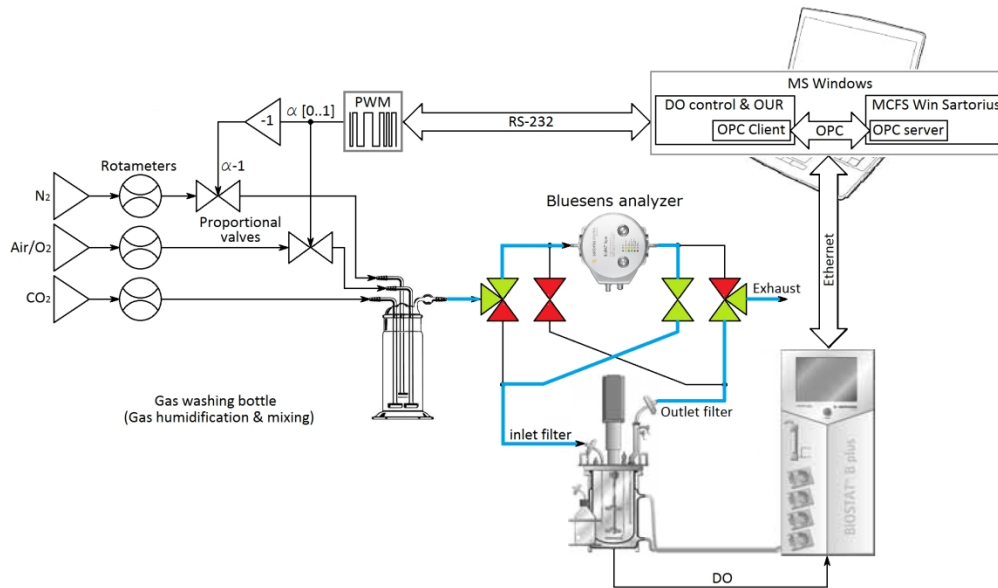 MS Windows
DO control & OUR
OPC Client
OPC
MCFS Win Sartorius
OPC server
PWM
α [0..1]
-1
α-1
RS-232
Ethernet
Rotameters
N₂
Proportional
valves
Air/O₂
CO₂
Bluesens analyzer
Exhaust
Gas washing bottle
(Gas humidification & mixing)
inlet filter
Outlet filter
BIOSTAT® B plus
DO